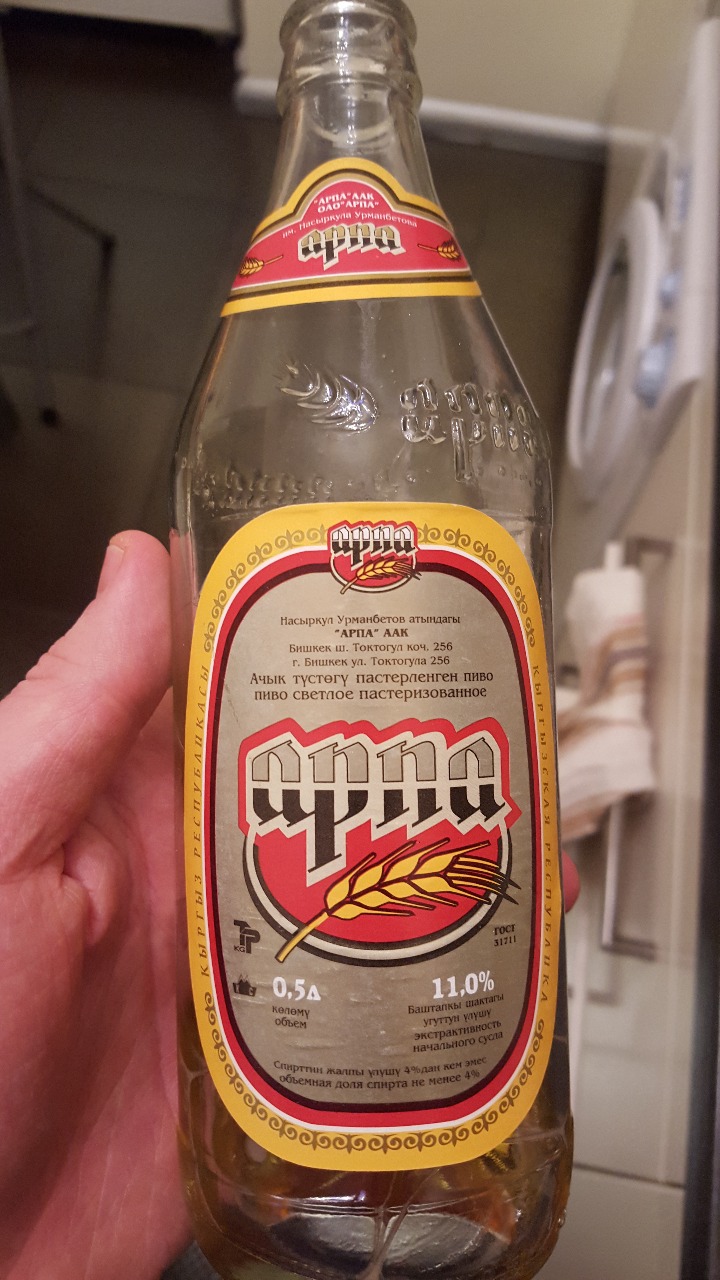 "АРПА" ААК
ОАО "АРПА"
им. Насыркула Урманбетова
арпа
арпа
арпа
Насыркул Урманбетов атындагы
"АРПА" ААК
Бишкек ш. Токтогул коч. 256
г. Бишкек ул. Токтогула 256
Ачык түстөгү пастерленген пиво
пиво светлое пастеризованное
КЫРГЫЗ РЕСПУБЛИКАСЫ
КЫРГЫЗСКАЯ РЕСПУБЛИКА
арпа
ГОСТ
31711
KG
0,5л
көлөмү
объем
11,0%
Баштапкы шактагы
угуттун үлүшү
экстрактивность
начального сусла
Спирттин жалпы үлүшү 4%дан кем эмес
объемная доля спирта не менее 4%